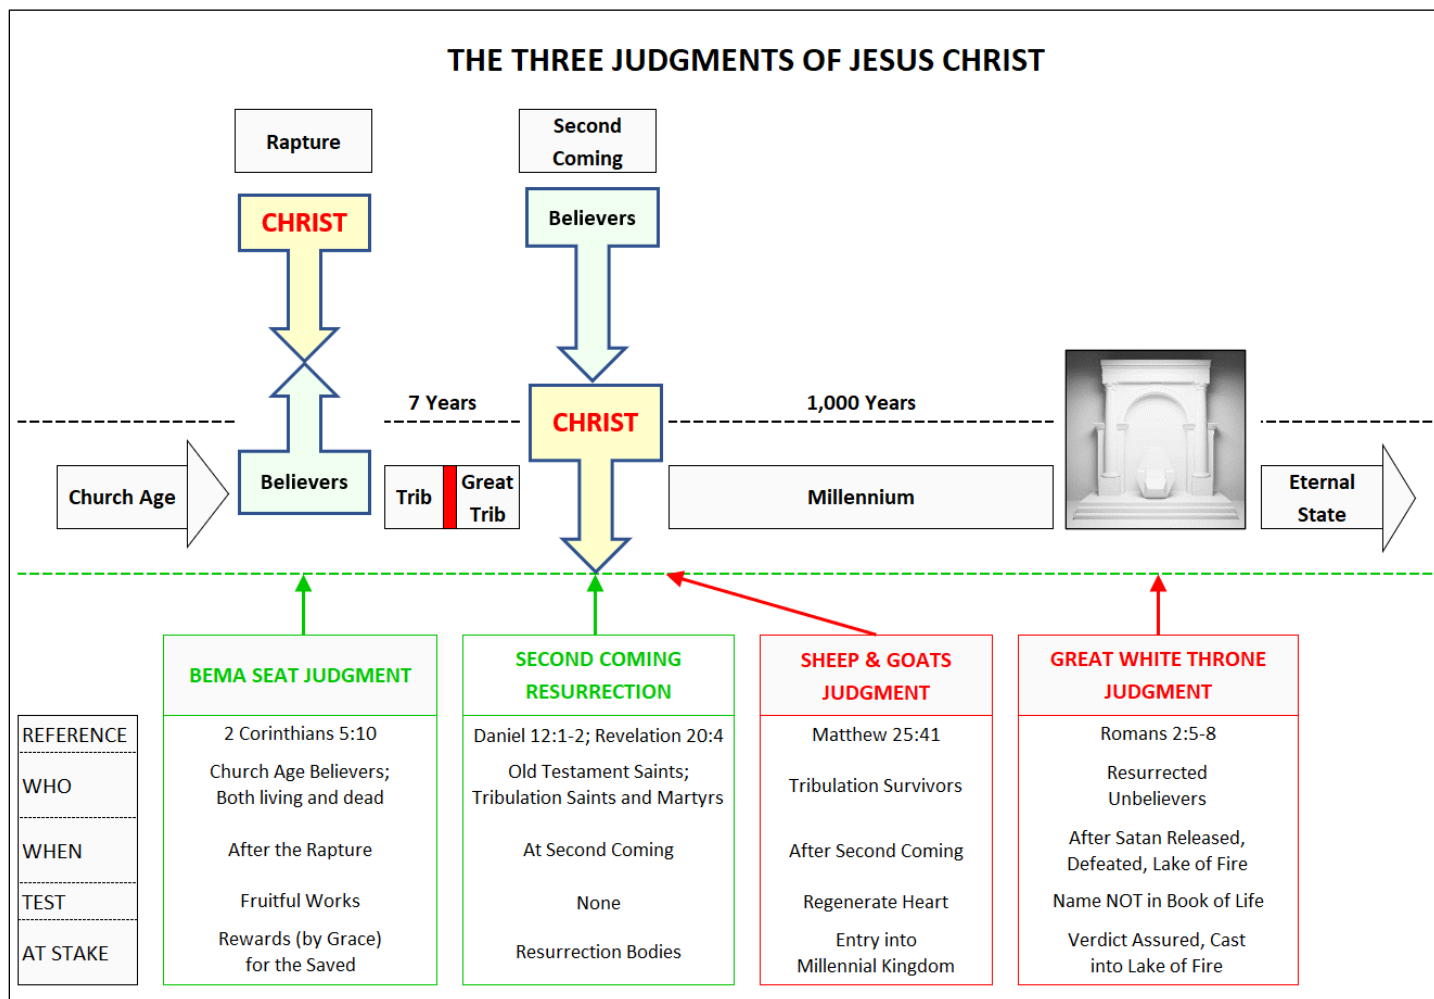 THE THREE JUDGMENTS OF JESUS CHRIST
Rapture
Second
Coming
CHRIST
Believers
7 Years
CHRIST
1,000 Years
Church Age
Believers
Trib
Great
Trib
Millennium
Eternal
State
BEMA SEAT JUDGMENT
SECOND COMING
RESURRECTION
SHEEP & GOATS
JUDGMENT
GREAT WHITE THRONE
JUDGMENT
REFERENCE
2 Corinthians 5:10
Daniel 12:1-2; Revelation 20:4
Matthew 25:41
Romans 2:5-8
WHO
Church Age Believers;
Both living and dead
Old Testament Saints;
Tribulation Saints and Martyrs
Tribulation Survivors
Resurrected
Unbelievers
WHEN
After the Rapture
At Second Coming
After Second Coming
After Satan Released,
Defeated, Lake of Fire
TEST
Fruitful Works
None
Regenerate Heart
Name NOT in Book of Life
AT STAKE
Rewards (by Grace)
for the Saved
Resurrection Bodies
Entry into
Millennial Kingdom
Verdict Assured, Cast
into Lake of Fire